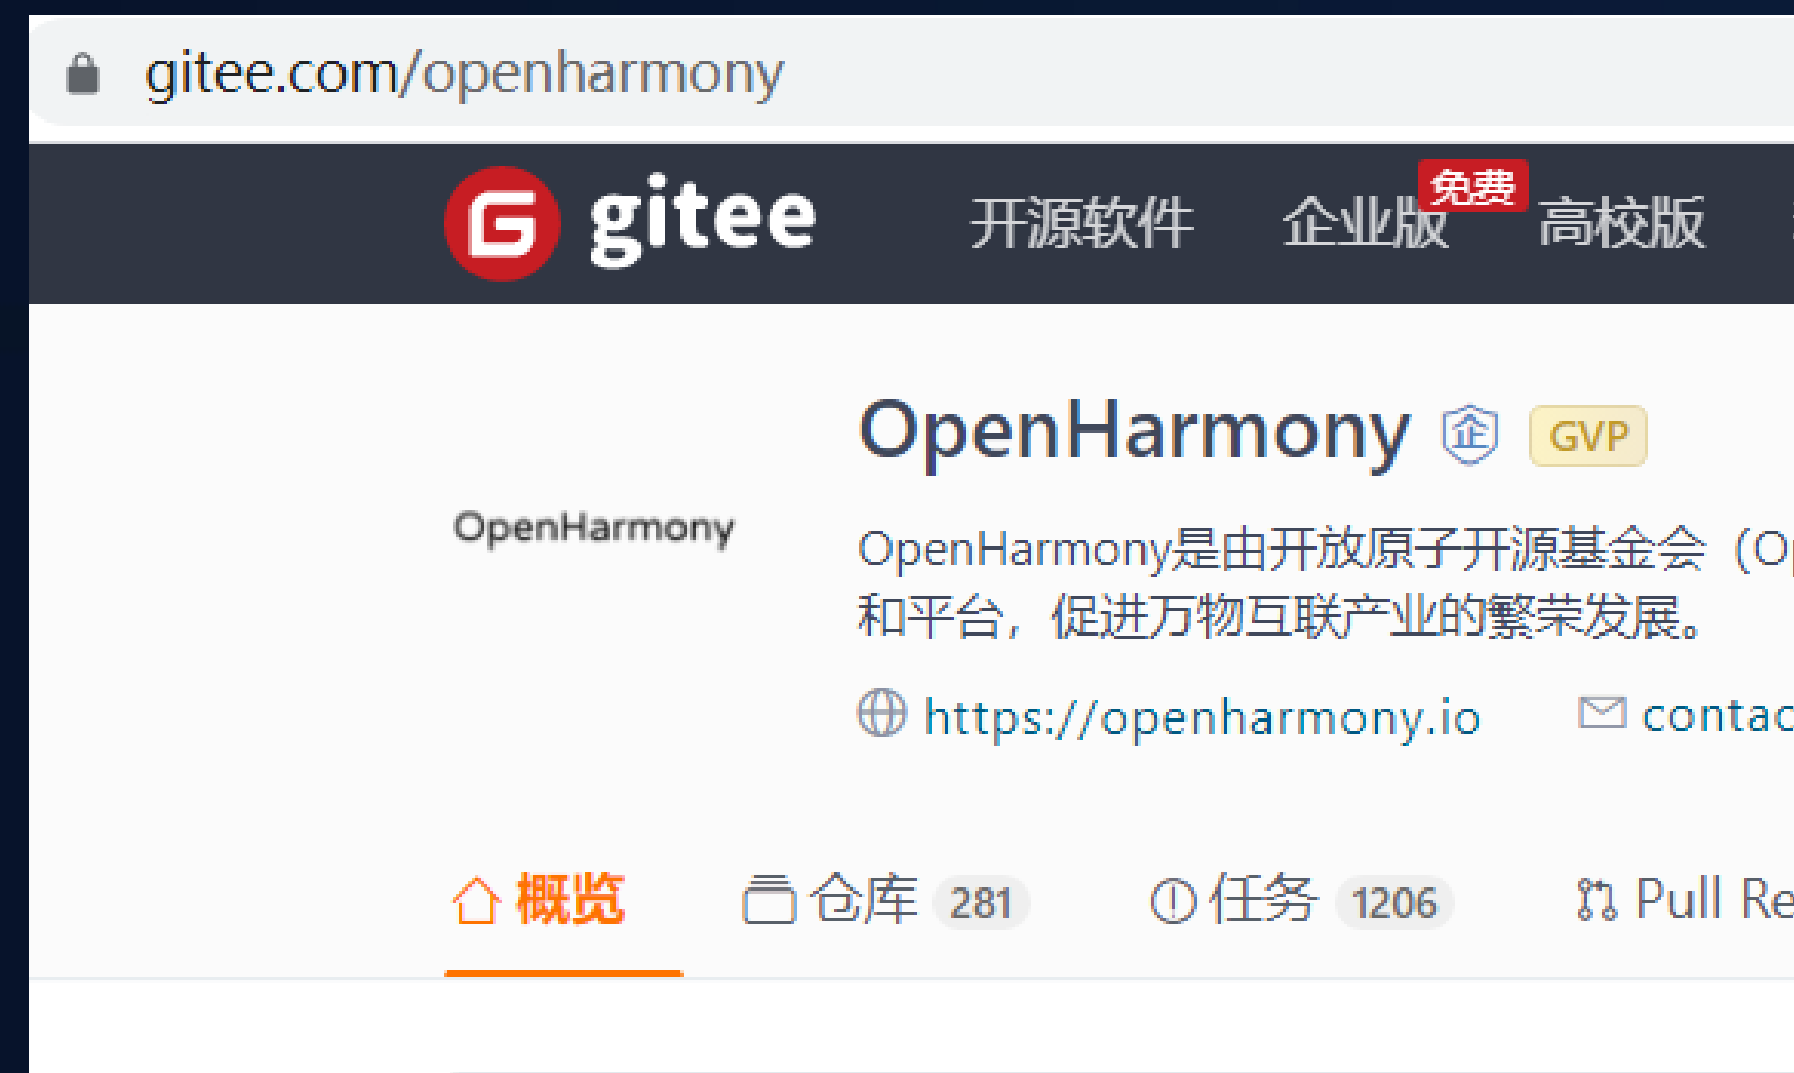 gitee.com/openharmony
gitee 开源软件 企业版 免费 高校版
OpenHarmony 企 GVP
OpenHarmony
OpenHarmony是由开放原子开源基金会（Op
和平台，促进万物互联产业的繁荣发展。
https://openharmony.io contac
概览 仓库 281 任务 1206 Pull Re